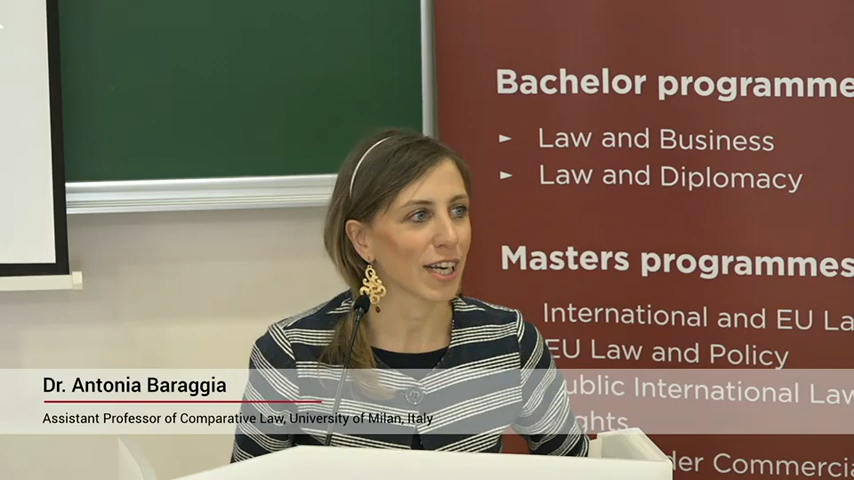 Bachelor programme
► Law and Business
► Law and Diplomacy
Masters programmes
International and EU La
EU Law and Policy
ublic International Law
ghts
der Commercia
Dr. Antonia Baraggia
Assistant Professor of Comparative Law, University of Milan, Italy